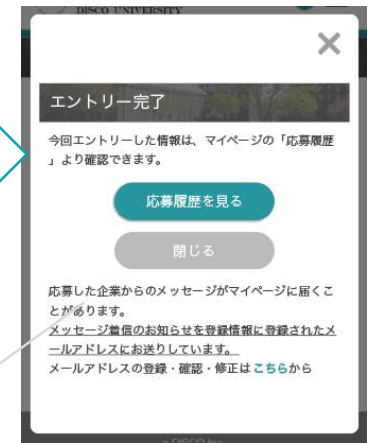 DISCO UNIVERSITY
×
エントリー完了
今回エントリーした情報は、マイページの「応募履歴
」より確認できます。
応募履歴を見る
閉じる
応募した企業からのメッセージがマイページに届くこ
とがあります。
メッセージ着信のお知らせを登録情報に登録されたメ
ールアドレスにお送りしています。
メールアドレスの登録・確認・修正はこちらから
© DISCO Inc.